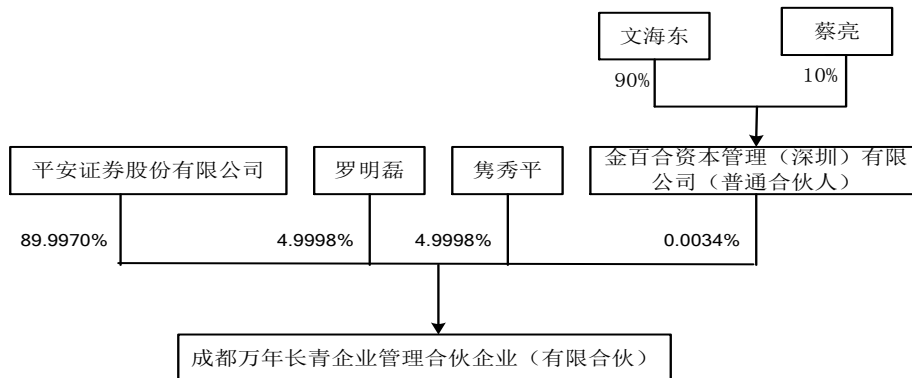 文海东
蔡亮
90%
10%
平安证券股份有限公司
罗明磊
隽秀平
金百合资本管理（深圳）有限
公司（普通合伙人）
89.9970%
4.9998%
4.9998%
0.0034%
成都万年长青企业管理合伙企业（有限合伙）